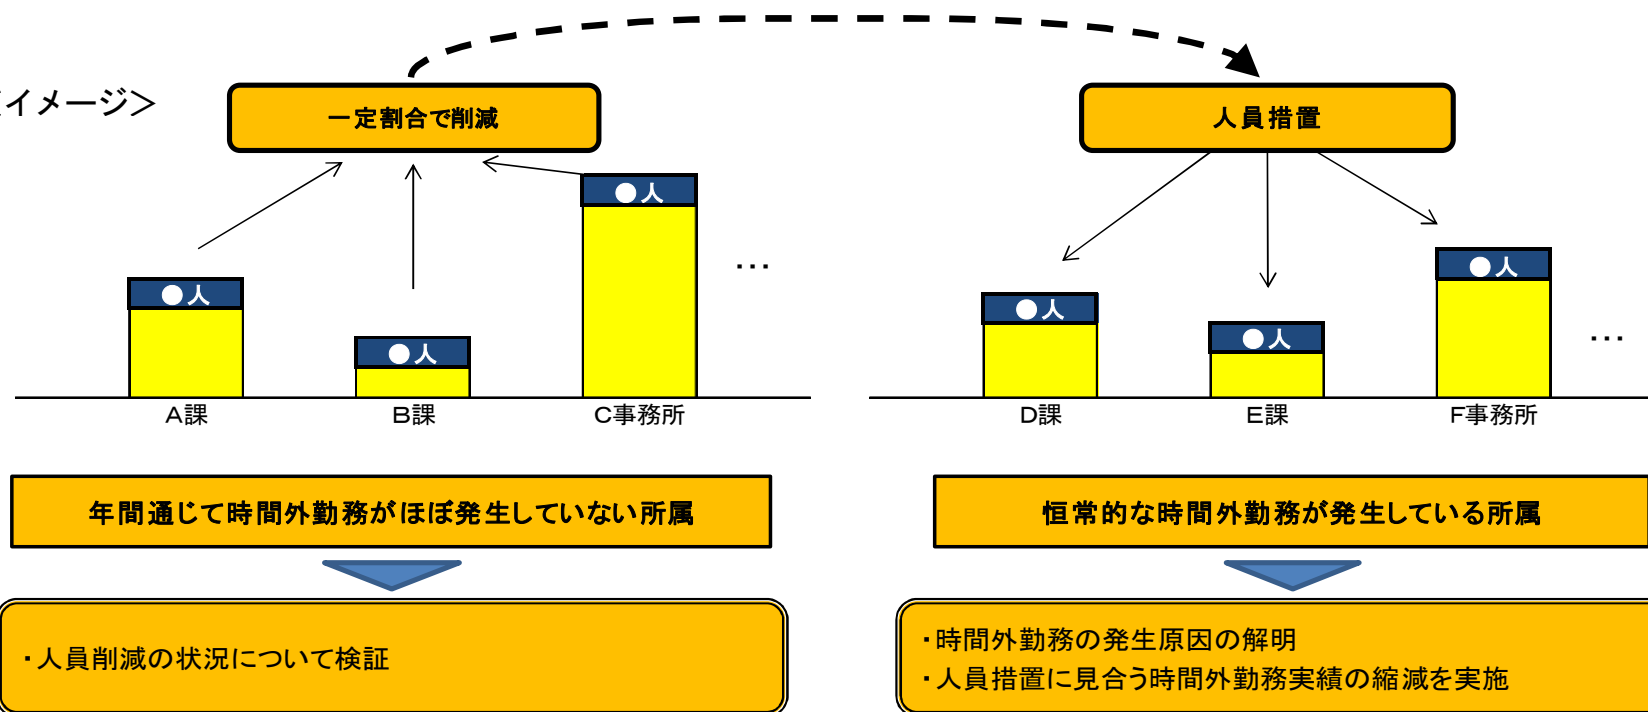 イメージ＞
一定割合で削減
人員措置
●人
●人
●人
…
●人
●人
●人
…
A課
B課
C事務所
D課
E課
F事務所
年間通じて時間外勤務がほぼ発生していない所属
恒常的な時間外勤務が発生している所属
・人員削減の状況について検証
・時間外勤務の発生原因の解明
・人員措置に見合う時間外勤務実績の縮減を実施